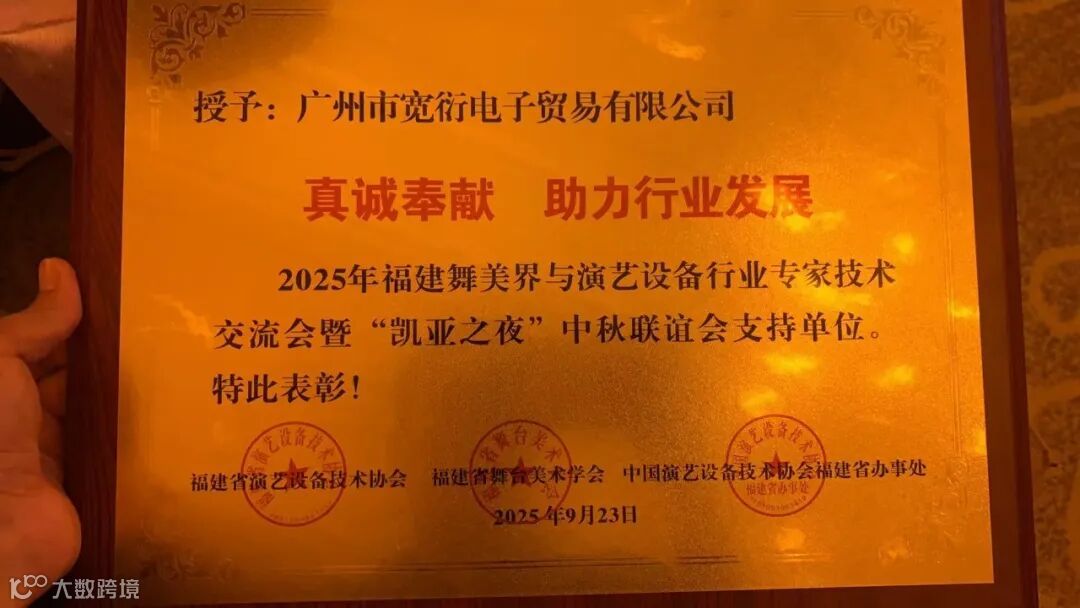 授予：广州市宽衍电子贸易有限公司
真诚奉献 助力行业发展
2025年福建舞美界与演艺设备行业专家技术
交流会暨“凯亚之夜”中秋联谊会支持单位。
特此表彰！
福建省演艺设备技术协会 福建省舞台美术学会 中国演艺设备技术协会福建省办事处
2025年9月23日
大数跨境